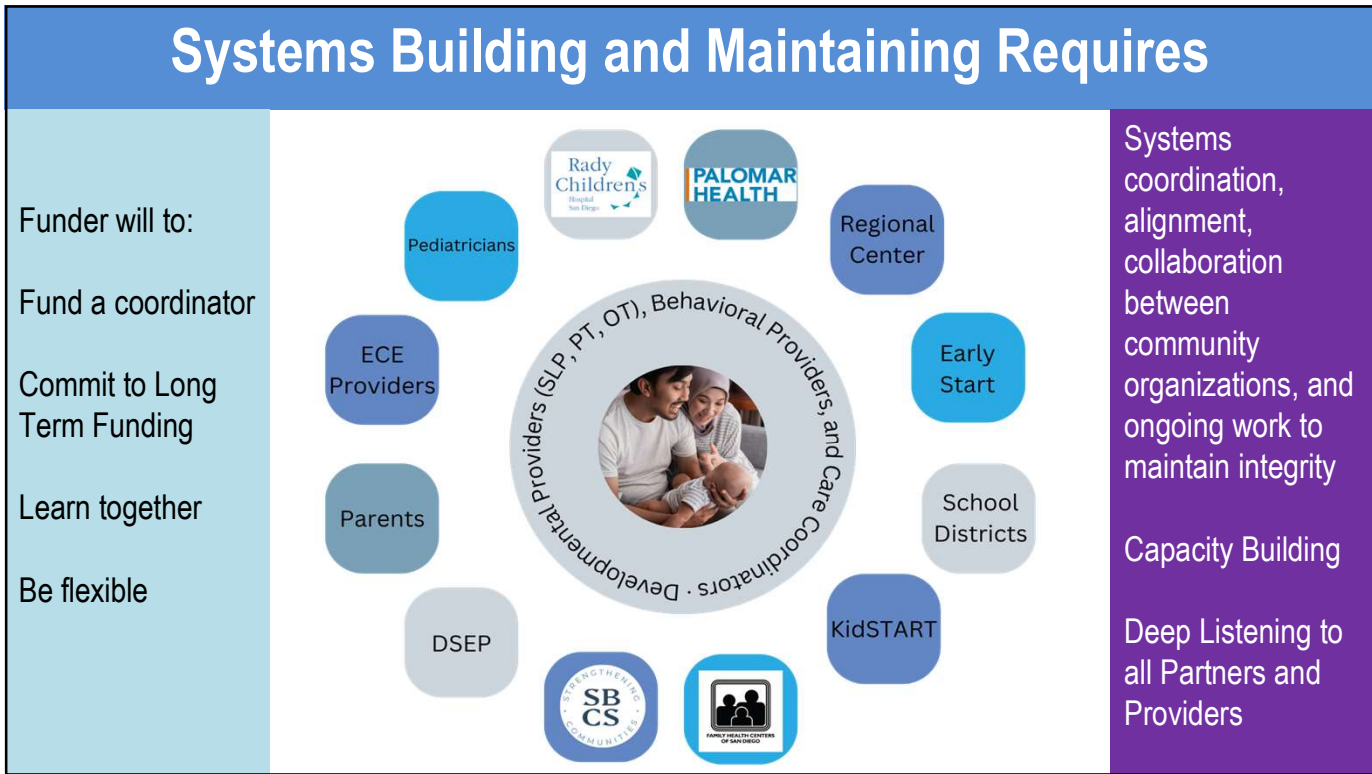 Systems Building and Maintaining Requires
Funder will to:
Fund a coordinator
Commit to Long
Term Funding
Learn together
Be flexible
Rady
Children's
Hospital
San Diego
PALOMAR
HEALTH
Pediatricians
Regional
Center
ECE
Providers
Early
Start
Developmental Providers (SLP, PT, OT), Behavioral Providers, and Care Coordinators ·
Parents
School
Districts
DSEP
KidSTART
STRENGTHENING
SBCS
COMMUNITIES
FAMILY HEALTH CENTERS
OF SAN DIEGO
Systems
coordination,
alignment,
collaboration
between
community
organizations, and
ongoing work to
maintain integrity
Capacity Building
Deep Listening to
all Partners and
Providers